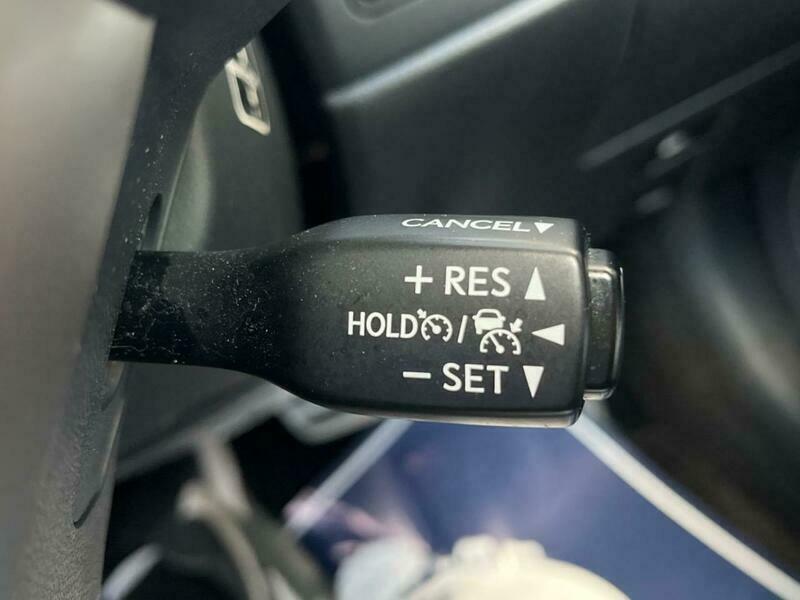 CANCEL▼
+ RES ▲
HOLD / ◀
− SET ▼